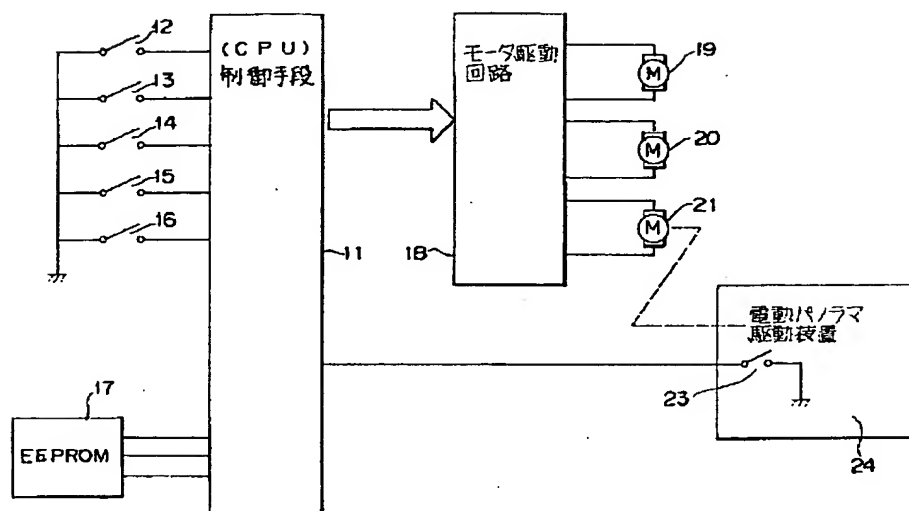 12
13
14
15
16
(CPU)
制御手段
11
17
EEPROM
モータ駆動
回路
18
M
19
M
20
M
21
電動パノラマ
駆動装置
23
24